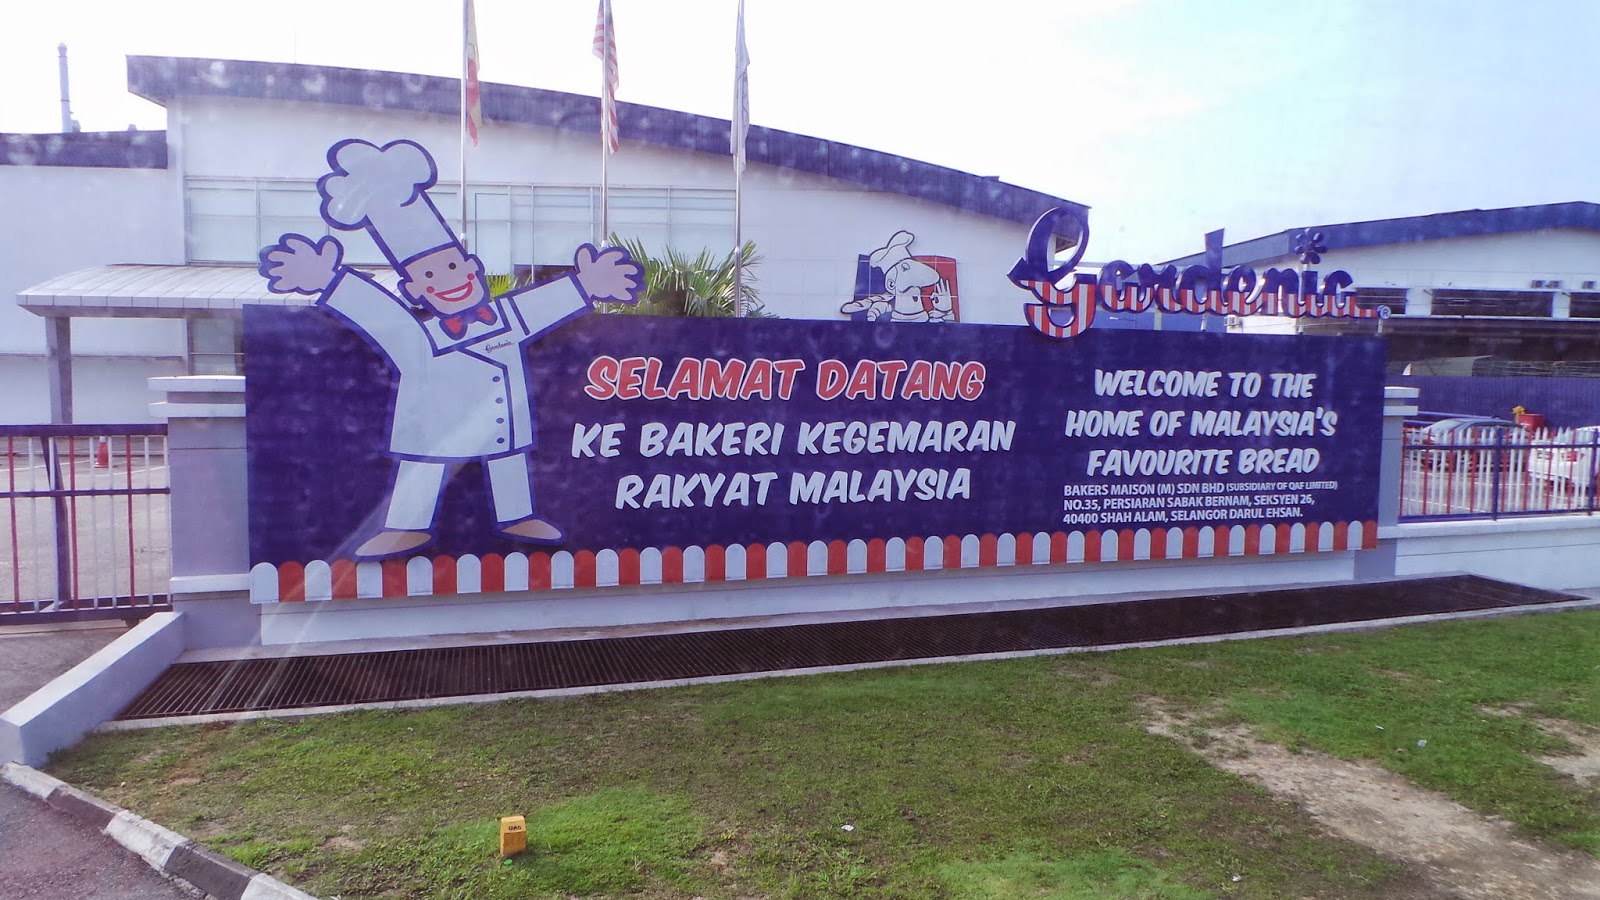 Gardenia
SELAMAT DATANG
KE BAKERI KEGEMARAN
RAKYAT MALAYSIA
WELCOME TO THE
HOME OF MALAYSIA'S
FAVOURITE BREAD
BAKERS MAISON (M) SDN BHD (SUBSIDIARY OF QAF LIMITED)
NO.35, PERSIARAN SABAK BERNAM, SEKSYEN 26,
40400 SHAH ALAM, SELANGOR DARUL EHSAN.